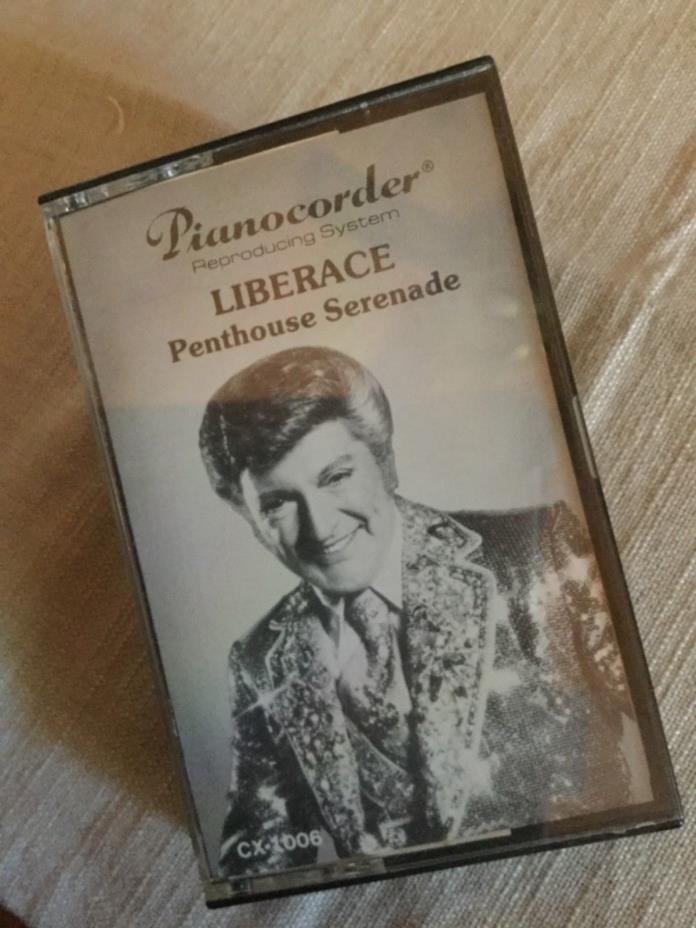 Pianocorder®
Reproducing System
LIBERACE
Penthouse Serenade
CX-1006